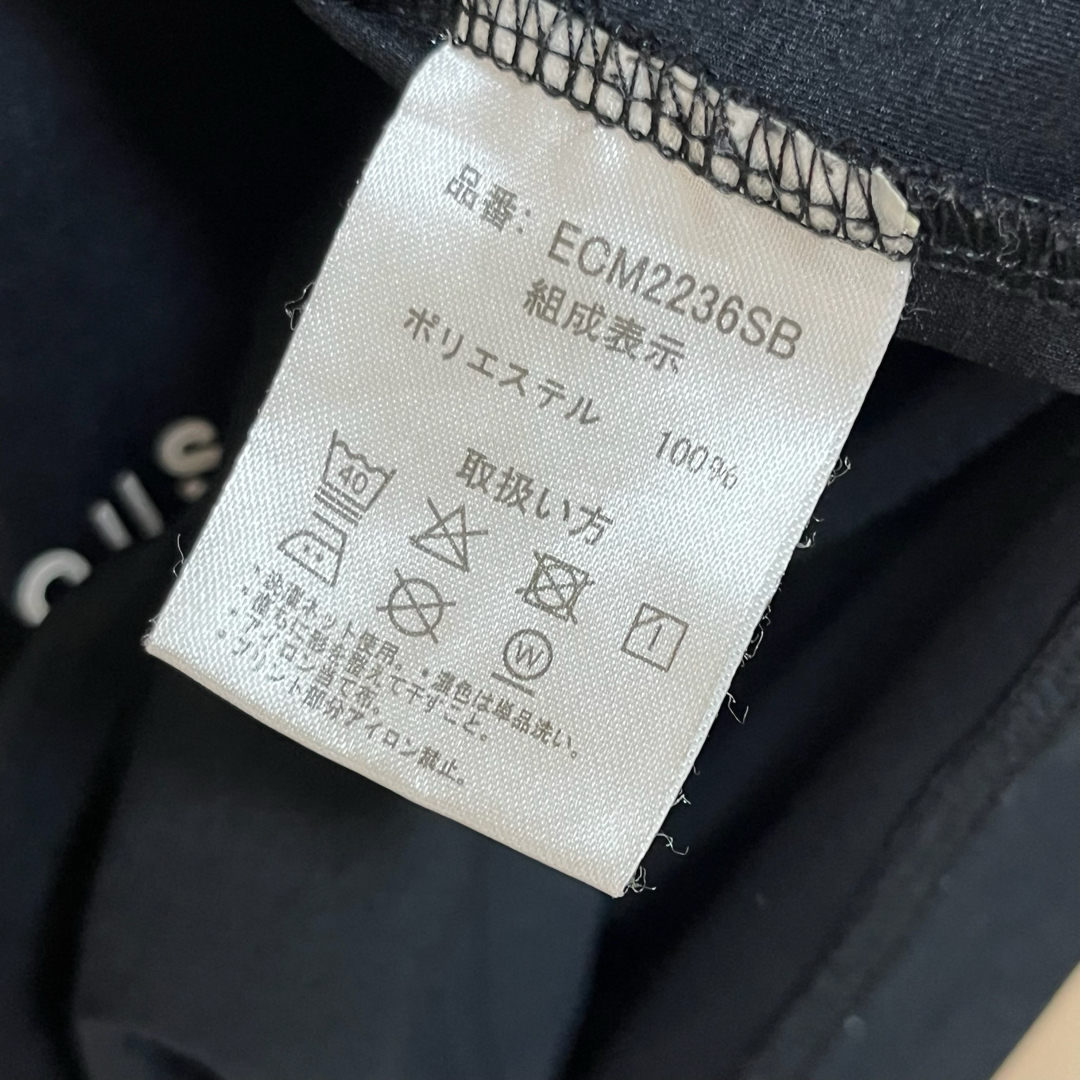 品番: ECM2236SB
組成表示
ポリエステル 100%
取扱い方
40
W
・必ずネット使用。・濃色は単品洗い。
・直ちに形を整えて干すこと。
・アイロン当て布。
・プリント部分アイロン禁止。